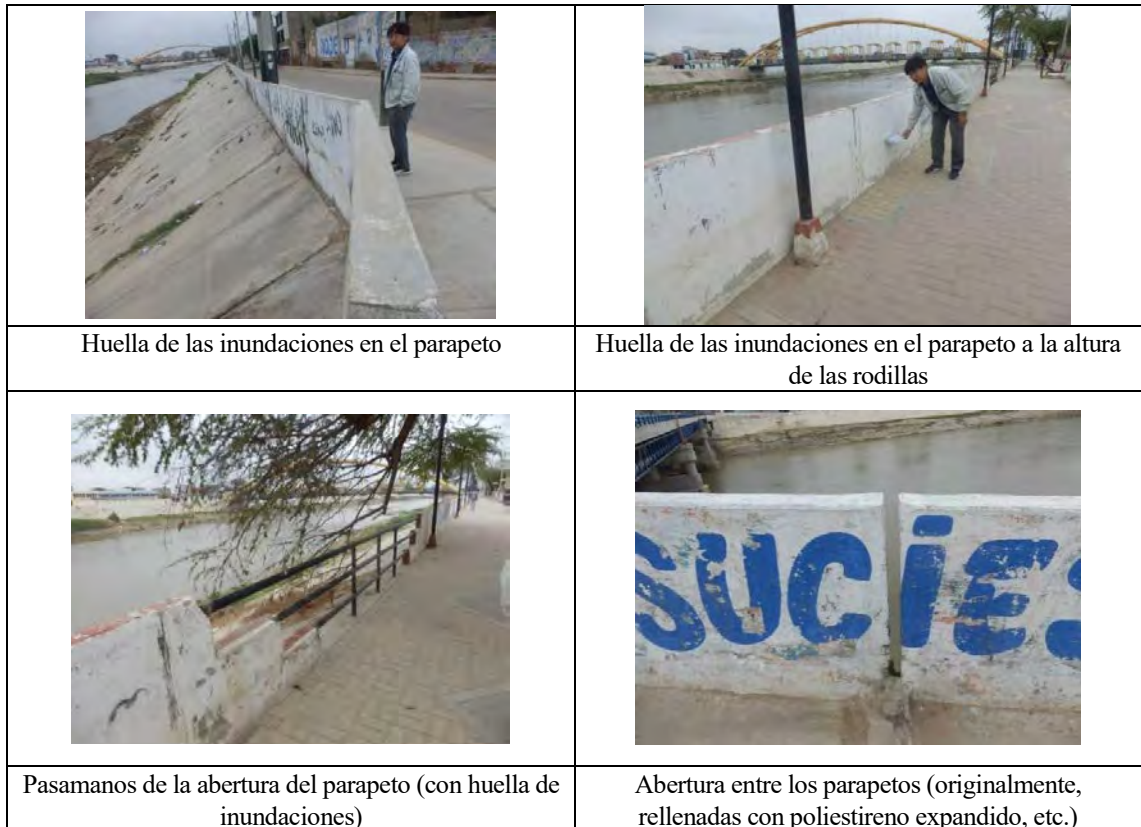 Huella de las inundaciones en el parapeto
Huella de las inundaciones en el parapeto a la altura
de las rodillas
SUCIES
Pasamanos de la abertura del parapeto (con huella de
inundaciones)
Abertura entre los parapetos (originalmente,
rellenadas con poliestireno expandido, etc.)